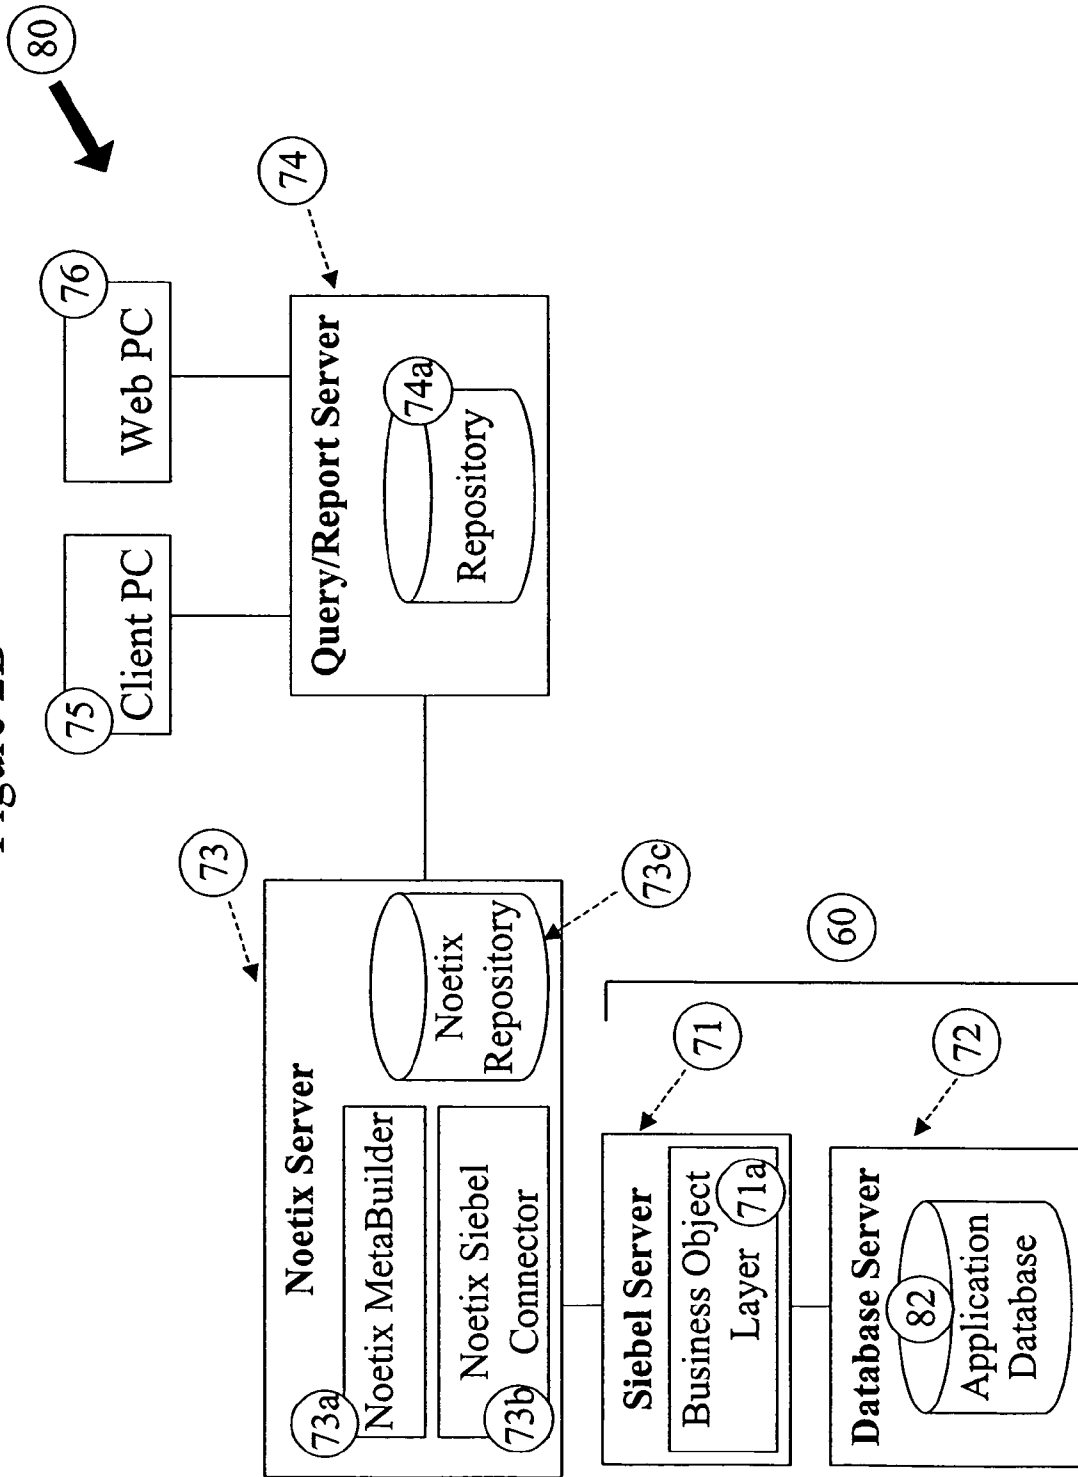 Figure
80
75
Client PC
76
Web PC
73
Noetix Server
73a
Noetix MetaBuilder
73b
Noetix Siebel
Connector
Noetix
Repository
73c
74
Query/Report Server
74a
Repository
71
Siebel Server
Business Object
Layer
71a
60
72
Database Server
82
Application
Database